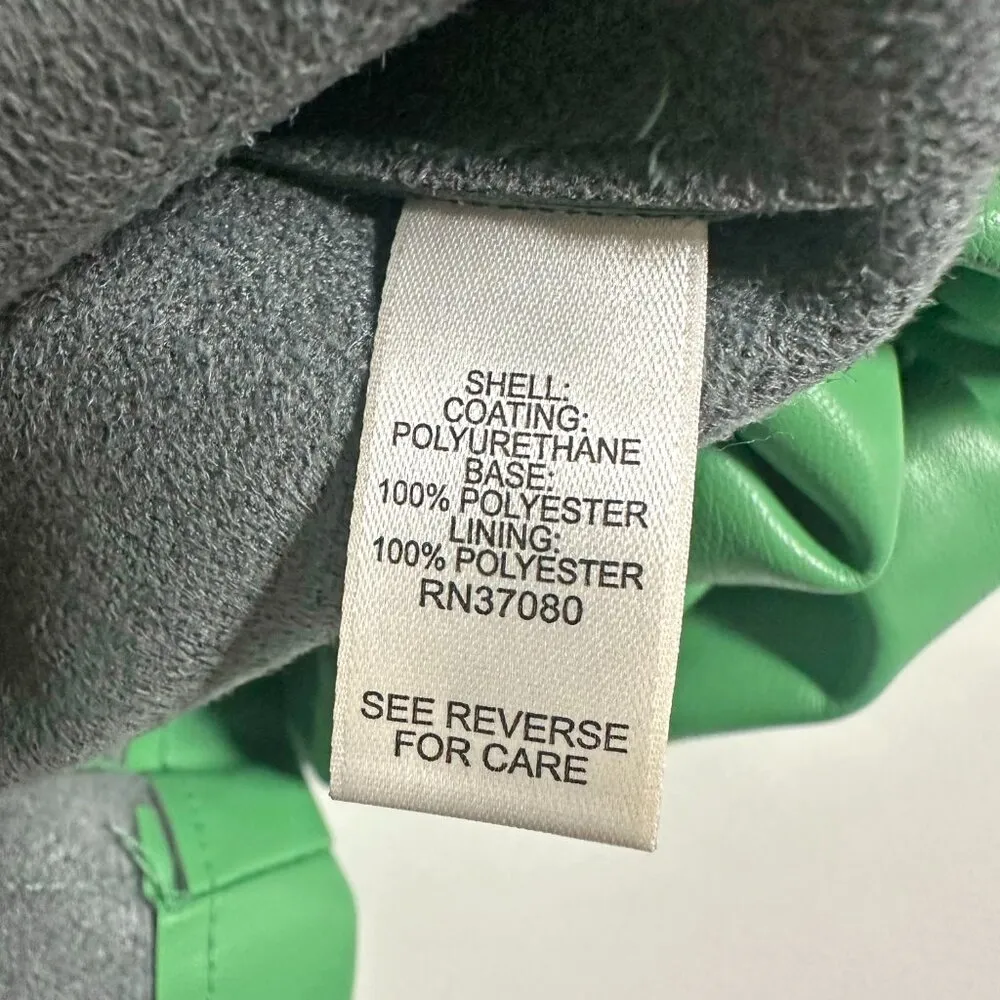 SHELL:
COATING:
POLYURETHANE
BASE:
100% POLYESTER
LINING:
100% POLYESTER
RN37080
SEE REVERSE
FOR CARE